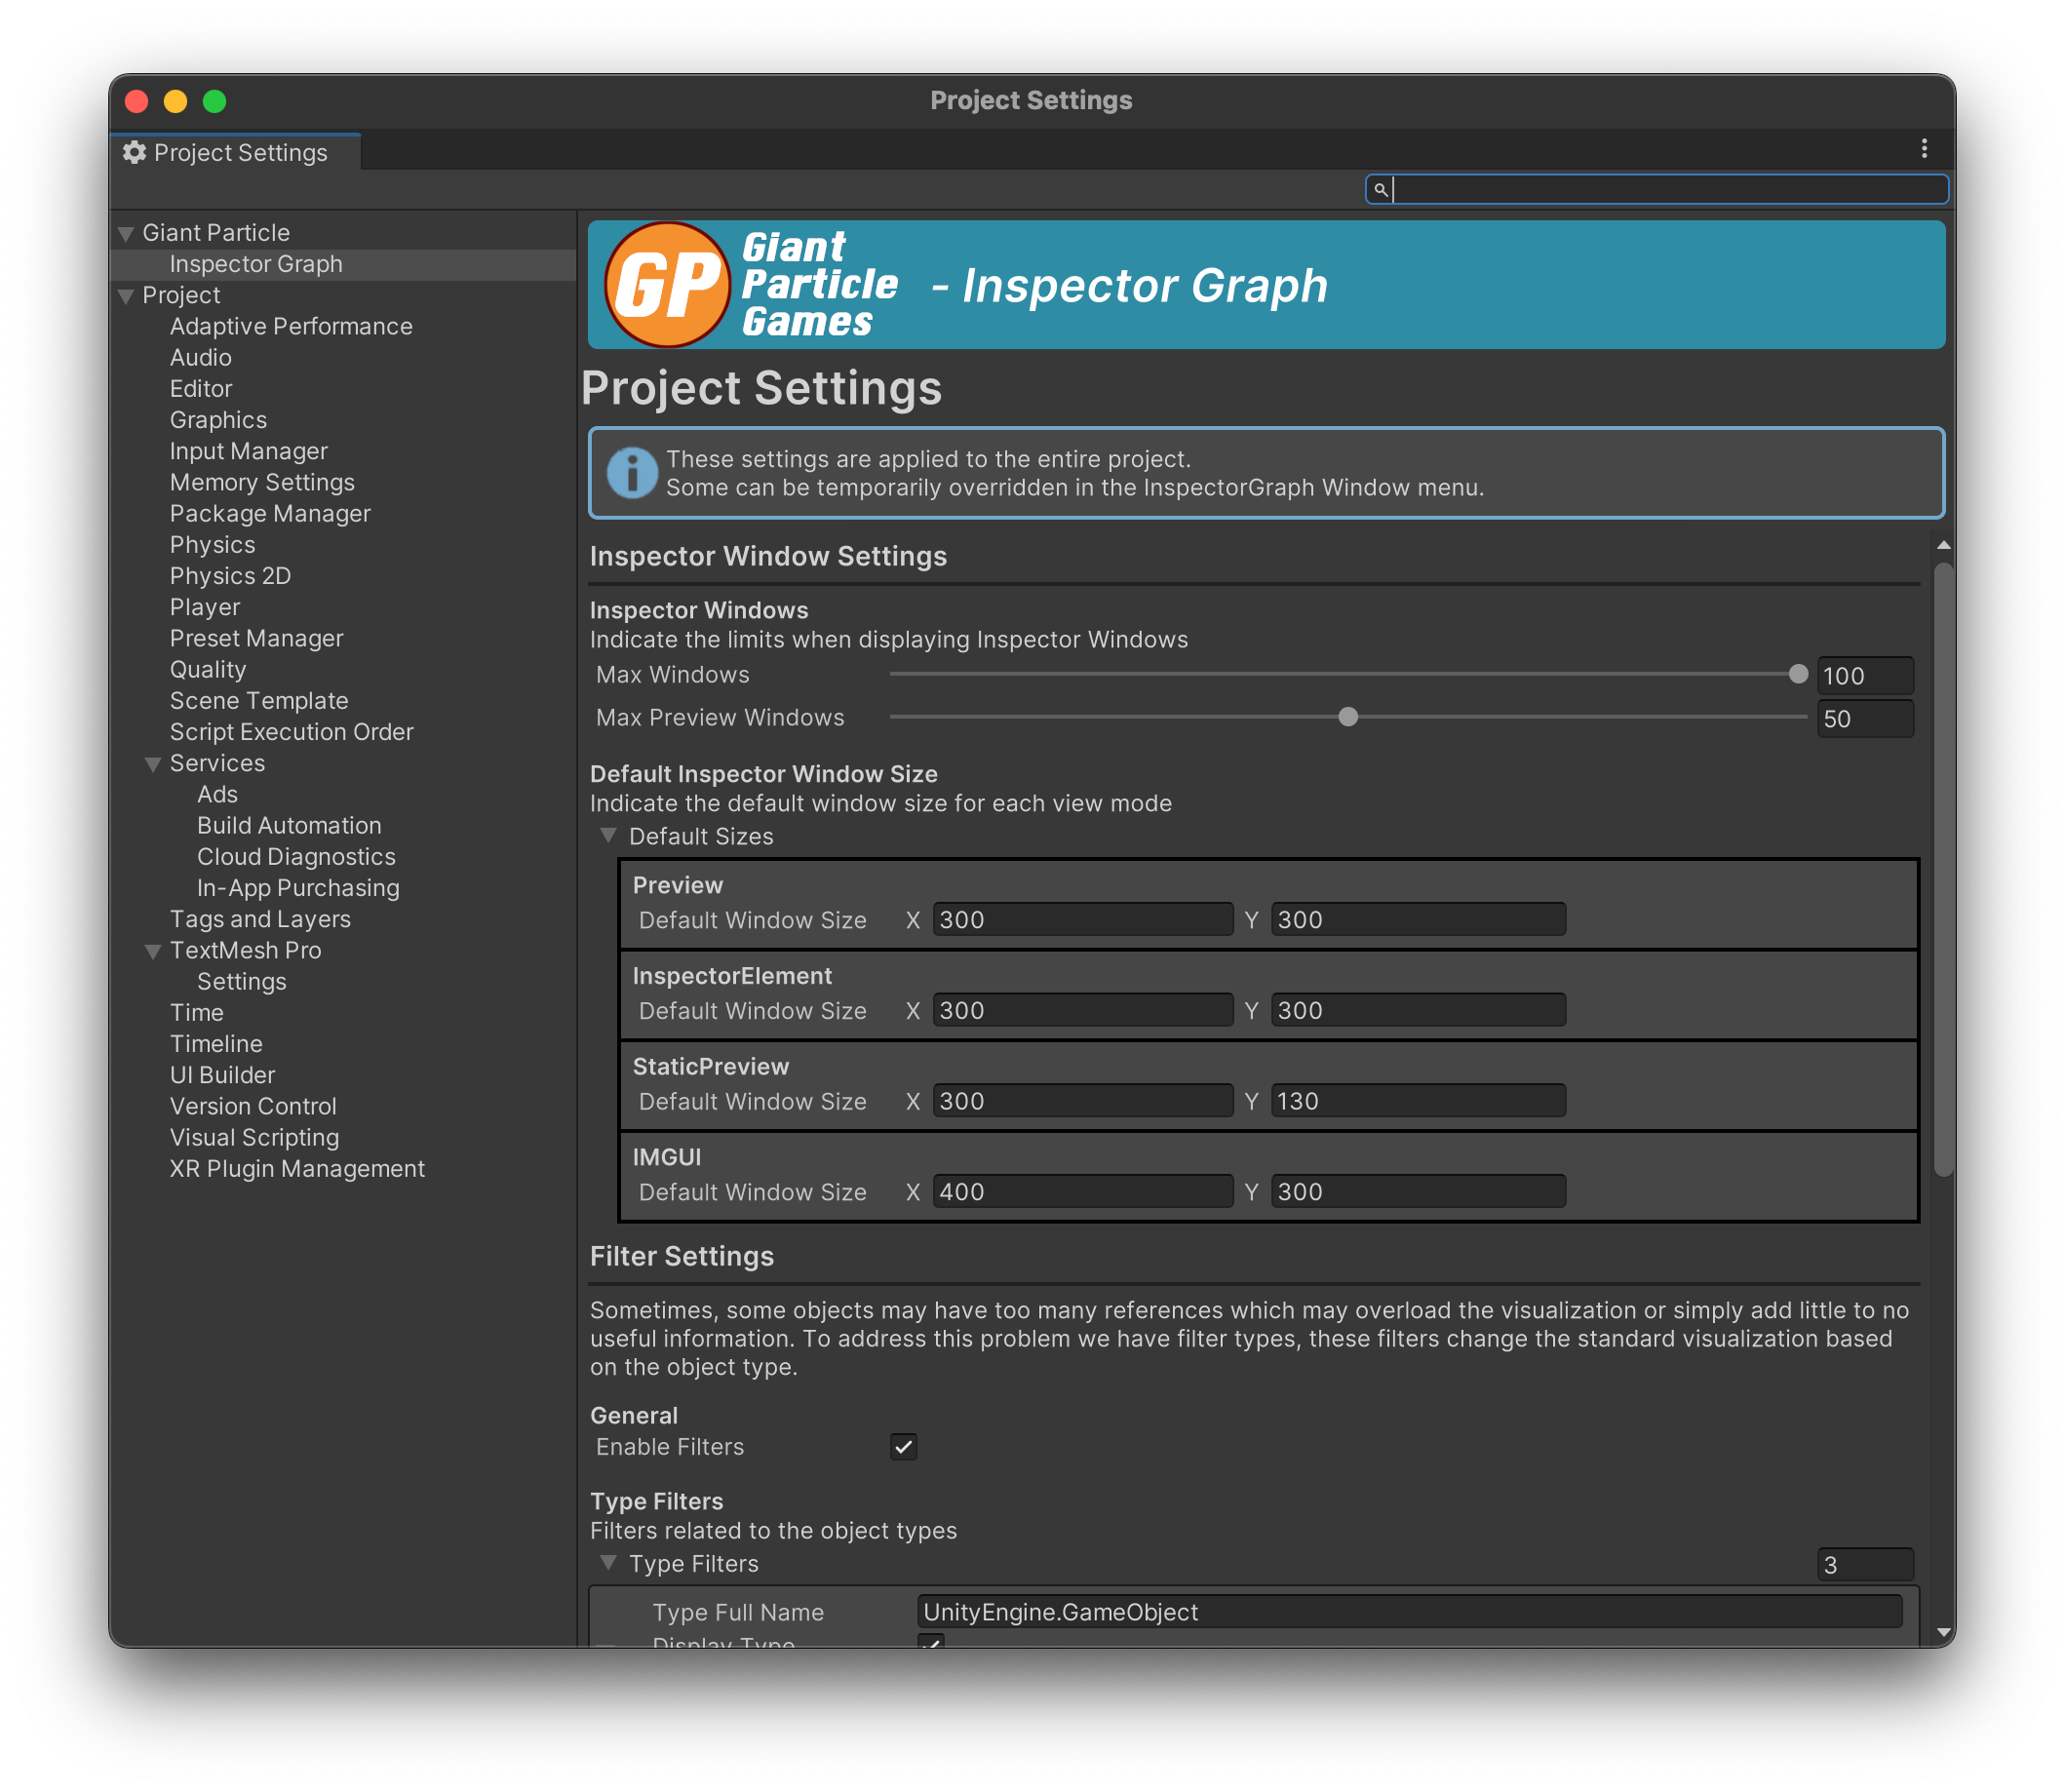 Project Settings
Project Settings
Giant Particle
Inspector Graph
Project
Adaptive Performance
Audio
Editor
Graphics
Input Manager
Memory Settings
Package Manager
Physics
Physics 2D
Player
Preset Manager
Quality
Scene Template
Script Execution Order
Services
Ads
Build Automation
Cloud Diagnostics
In-App Purchasing
Tags and Layers
TextMesh Pro
Settings
Time
Timeline
UI Builder
Version Control
Visual Scripting
XR Plugin Management
GP
Giant
Particle
Games
- Inspector Graph
Project Settings
These settings are applied to the entire project.
Some can be temporarily overridden in the InspectorGraph Window menu.
Inspector Window Settings
Inspector Windows
Indicate the limits when displaying Inspector Windows
Max Windows 100
Max Preview Windows 50
Default Inspector Window Size
Indicate the default window size for each view mode
Default Sizes
Preview
Default Window Size X 300 Y 300
InspectorElement
Default Window Size X 300 Y 300
StaticPreview
Default Window Size X 300 Y 130
IMGUI
Default Window Size X 400 Y 300
Filter Settings
Sometimes, some objects may have too many references which may overload the visualization or simply add little to no
useful information. To address this problem we have filter types, these filters change the standard visualization based
on the object type.
General
Enable Filters
Type Filters
Filters related to the object types
Type Filters 3
Type Full Name UnityEngine.GameObject
Display Type